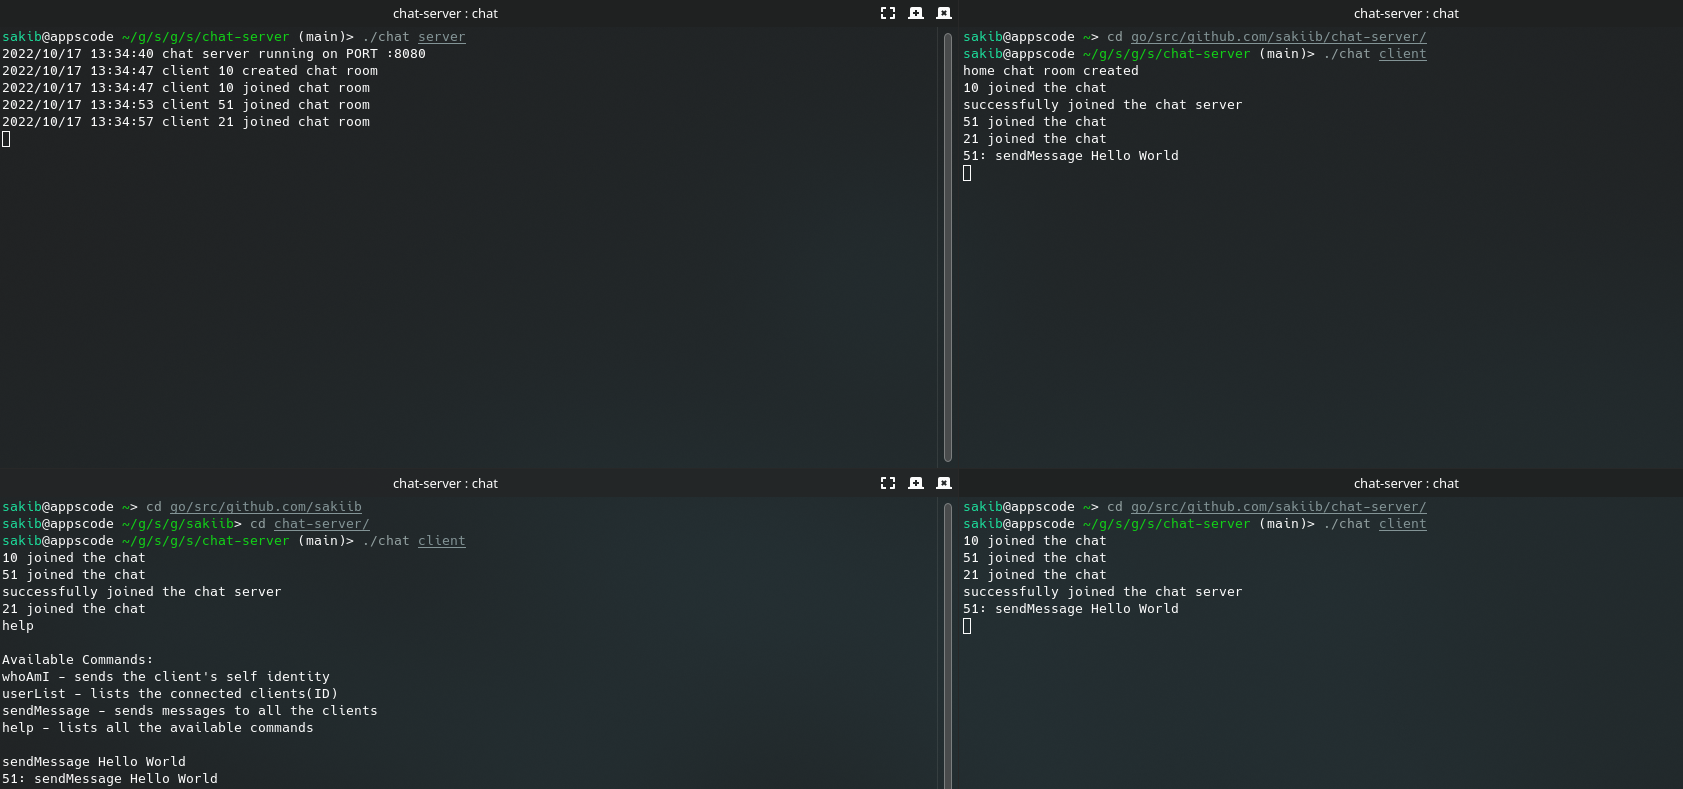 chat-server : chat
sakib@appscode ~/g/s/g/s/chat-server (main)> ./chat server
2022/10/17 13:34:40 chat server running on PORT :8080
2022/10/17 13:34:47 client 10 created chat room
2022/10/17 13:34:47 client 10 joined chat room
2022/10/17 13:34:53 client 51 joined chat room
2022/10/17 13:34:57 client 21 joined chat room
chat-server : chat
sakib@appscode ~> cd go/src/github.com/sakiib/chat-server/
sakib@appscode ~/g/s/g/s/chat-server (main)> ./chat client
home chat room created
10 joined the chat
successfully joined the chat server
51 joined the chat
21 joined the chat
51: sendMessage Hello World
chat-server : chat
sakib@appscode ~> cd go/src/github.com/sakiib
sakib@appscode ~/g/s/g/sakiib> cd chat-server/
sakib@appscode ~/g/s/g/s/chat-server (main)> ./chat client
10 joined the chat
51 joined the chat
successfully joined the chat server
21 joined the chat
help
Available Commands:
whoAmI - sends the client's self identity
userList - lists the connected clients(ID)
sendMessage - sends messages to all the clients
help - lists all the available commands
sendMessage Hello World
51: sendMessage Hello World
chat-server : chat
sakib@appscode ~> cd go/src/github.com/sakiib/chat-server/
sakib@appscode ~/g/s/g/s/chat-server (main)> ./chat client
10 joined the chat
51 joined the chat
21 joined the chat
successfully joined the chat server
51: sendMessage Hello World